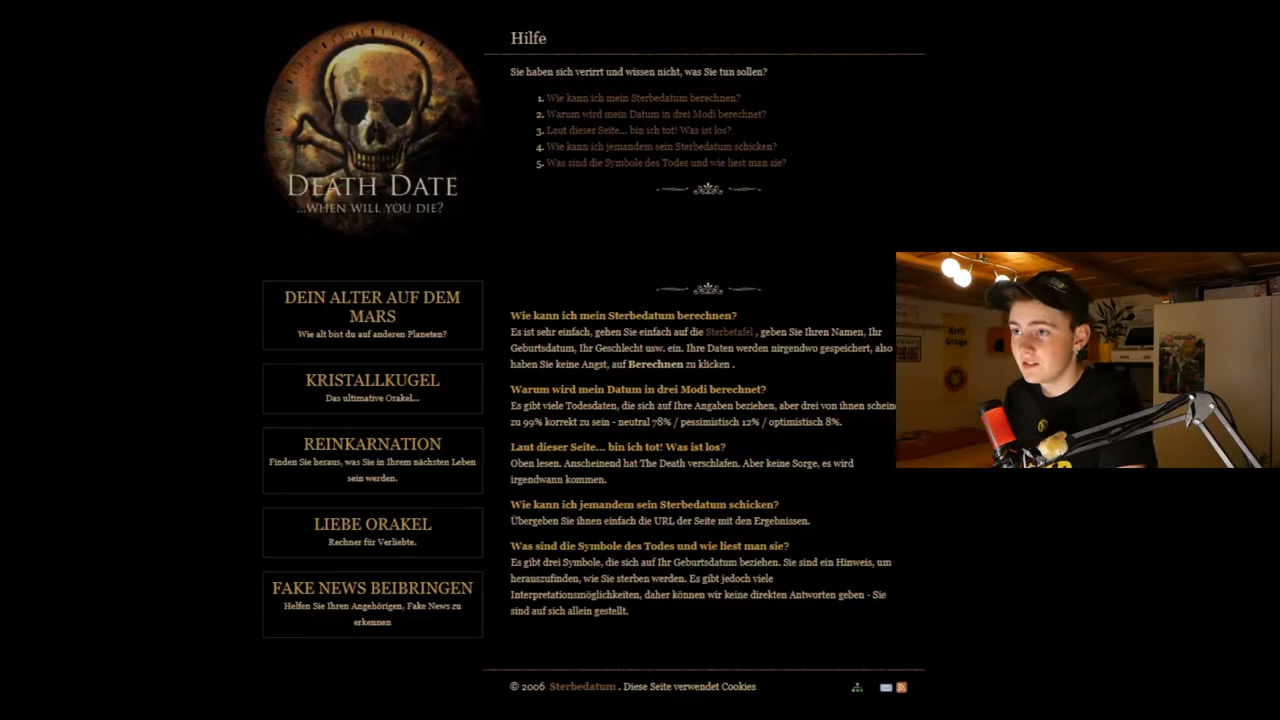 DEATH DATE
...WHEN WILL YOU DIE?
Hilfe
Sie haben sich verirrt und wissen nicht, was Sie tun sollen?
1. Wie kann ich mein Sterbedatum berechnen?
2. Warum wird mein Datum in drei Modi berechnet?
3. Laut dieser Seite... bin ich tot! Was ist los?
4. Wie kann ich jemandem sein Sterbedatum schicken?
5. Was sind die Symbole des Todes und wie liest man sie?
DEIN ALTER AUF DEM
MARS
Wie alt bist du auf anderen Planeten?
KRISTALLKUGEL
Das ultimative Orakel...
REINKARNATION
Finden Sie heraus, was Sie in Ihrem nächsten Leben
sein werden.
LIEBE ORAKEL
Rechner für Verliebte.
FAKE NEWS BEIBRINGEN
Helfen Sie Ihren Angehörigen, Fake News zu
erkennen
Wie kann ich mein Sterbedatum berechnen?
Es ist sehr einfach, gehen Sie einfach auf die Sterbetafel , geben Sie Ihren Namen, Ihr
Geburtsdatum, Ihr Geschlecht usw. ein. Ihre Daten werden nirgendwo gespeichert, also
haben Sie keine Angst, auf Berechnen zu klicken .
Warum wird mein Datum in drei Modi berechnet?
Es gibt viele Todesdaten, die sich auf Ihre Angaben beziehen, aber drei von ihnen schein
zu 99% korrekt zu sein - neutral 78% / pessimistisch 12% / optimistisch 8%.
Laut dieser Seite... bin ich tot! Was ist los?
Oben lesen. Anscheinend hat The Death verschlafen. Aber keine Sorge, es wird
irgendwann kommen.
Wie kann ich jemandem sein Sterbedatum schicken?
Übergeben Sie ihnen einfach die URL der Seite mit den Ergebnissen.
Was sind die Symbole des Todes und wie liest man sie?
Es gibt drei Symbole, die sich auf Ihr Geburtsdatum beziehen. Sie sind ein Hinweis, um
herauszufinden, wie Sie sterben werden. Es gibt jedoch viele
Interpretationsmöglichkeiten, daher können wir keine direkten Antworten geben - Sie
sind auf sich allein gestellt.
© 2006 Sterbedatum . Diese Seite verwendet Cookies